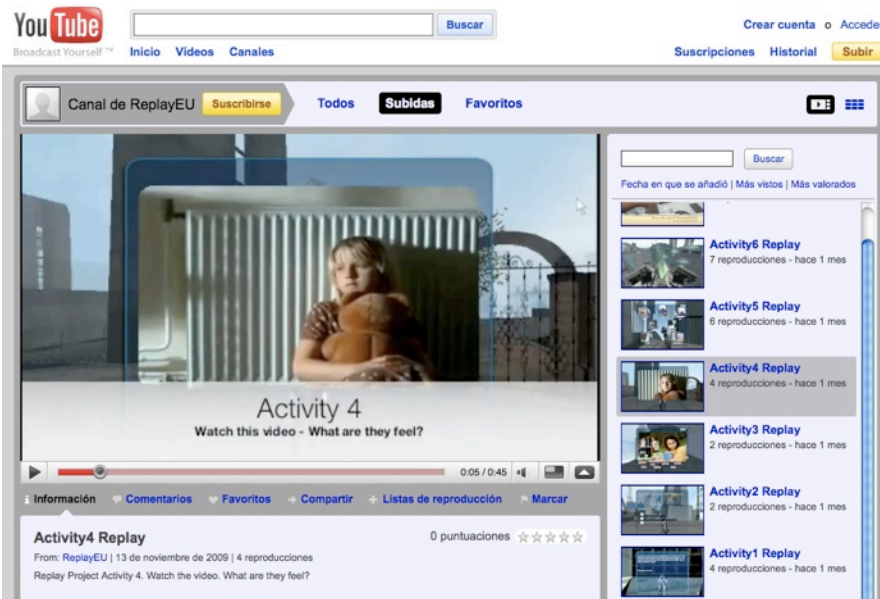 YouTube
Buscar
Crear cuenta o Accede
Broadcast Yourself ™
Inicio Vídeos Canales
Suscripciones Historial Subir
Canal de ReplayEU Suscribirse Todos Subidas Favoritos
Buscar
Fecha en que se añadió | Más vistos | Más valorados
Activity6 Replay
7 reproducciones - hace 1 mes
Activity5 Replay
6 reproducciones - hace 1 mes
Activity4 Replay
4 reproducciones - hace 1 mes
Activity3 Replay
2 reproducciones - hace 1 mes
Activity2 Replay
2 reproducciones - hace 1 mes
Activity1 Replay
4 reproducciones - hace 1 mes
Activity 4
Watch this video - What are they feel?
0:05 / 0:45
Información Comentarios Favoritos Compartir Listas de reproducción Marcar
Activity4 Replay
0 puntuaciones
From: ReplayEU | 13 de noviembre de 2009 | 4 reproducciones
Replay Project Activity 4. Watch the video. What are they feel?